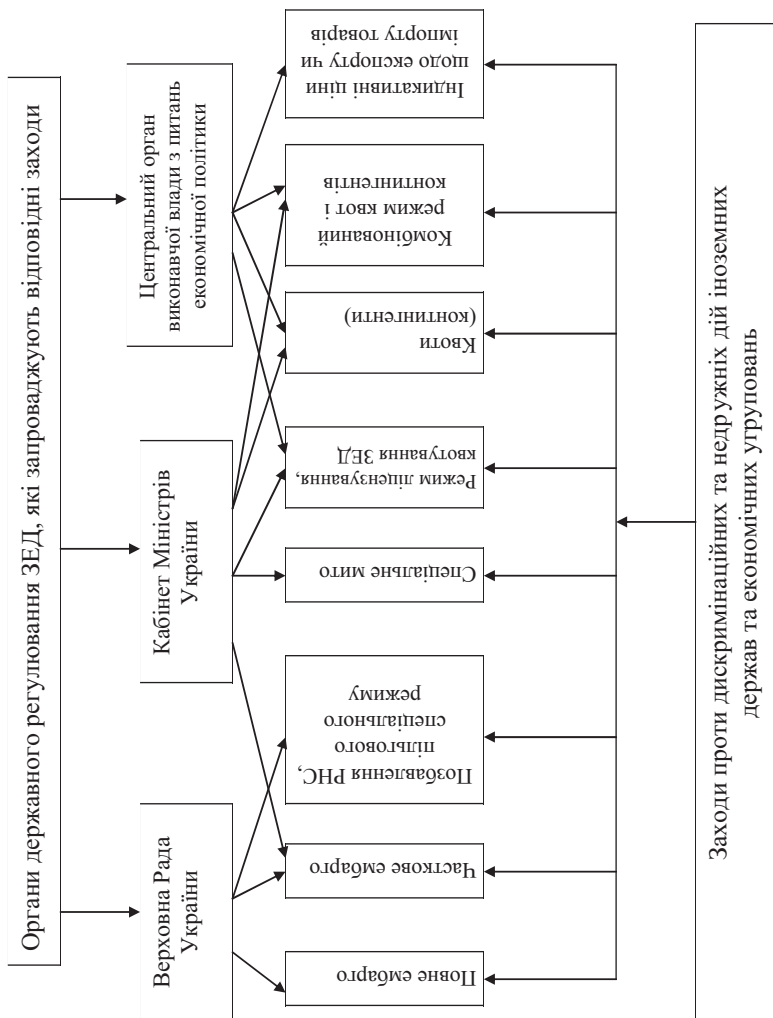 Органи державного регулювання ЗЕД, які запроваджують відповідні заходи
Верховна Рада
України
Кабінет Міністрів
України
Центральний орган
виконавчої влади з питань
економічної політики
Повне ембарго
Часткове ембарго
Позбавлення РНС,
пільгового
спеціального
режиму
Спеціальне мито
Режим ліцензування,
квотування ЗЕД
Квоти
(контингенти)
Комбінований
режим квот і
контингентів
Індикативні ціни
щодо експорту чи
імпорту товарів
Заходи проти дискримінаційних та недружніх дій іноземних
держав та економічних угруповань